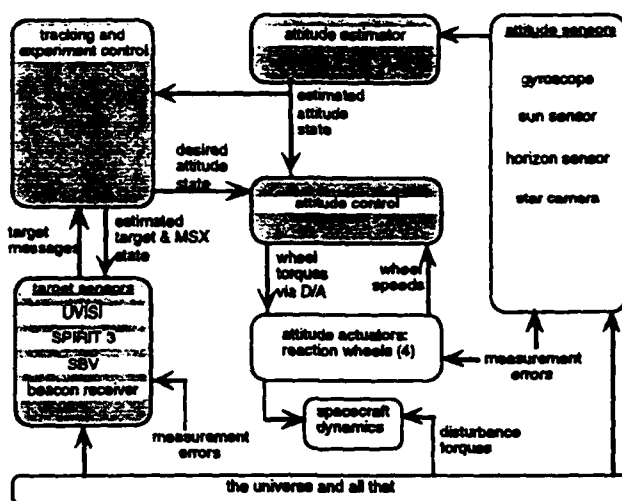 tracking and
experiment control
attitude estimator
attitude sensors
gyroscope
sun sensor
horizon sensor
star camera
estimated
attitude
state
desired
attitude
state
attitude control
target
messages
estimated
target & MSX
state
wheel
torques
via D/A
wheel
speeds
target sensors
UVISI
SPIRIT 3
SBV
beacon receiver
attitude actuators:
reaction wheels (4)
measurement
errors
measurement
errors
spacecraft
dynamics
disturbance
torques
the universe and all that